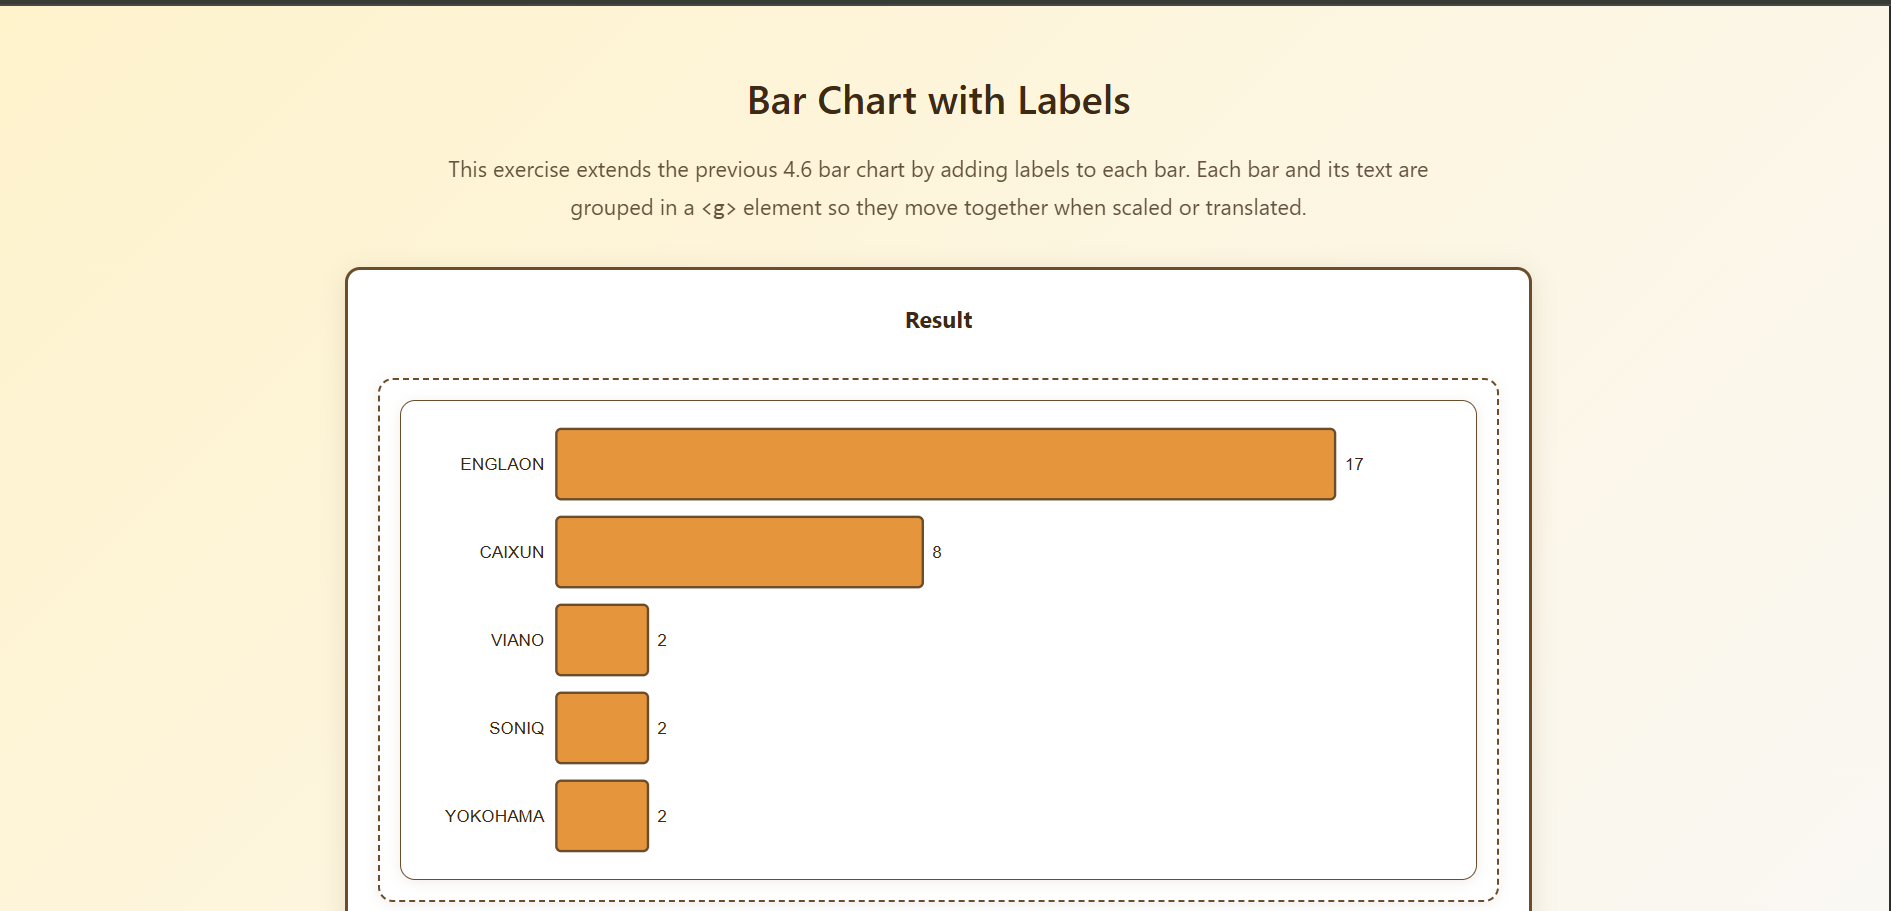 Bar Chart with Labels
This exercise extends the previous 4.6 bar chart by adding labels to each bar. Each bar and its text are
grouped in a <g> element so they move together when scaled or translated.
Result
ENGLAON 17
CAIXUN 8
VIANO 2
SONIQ 2
YOKOHAMA 2